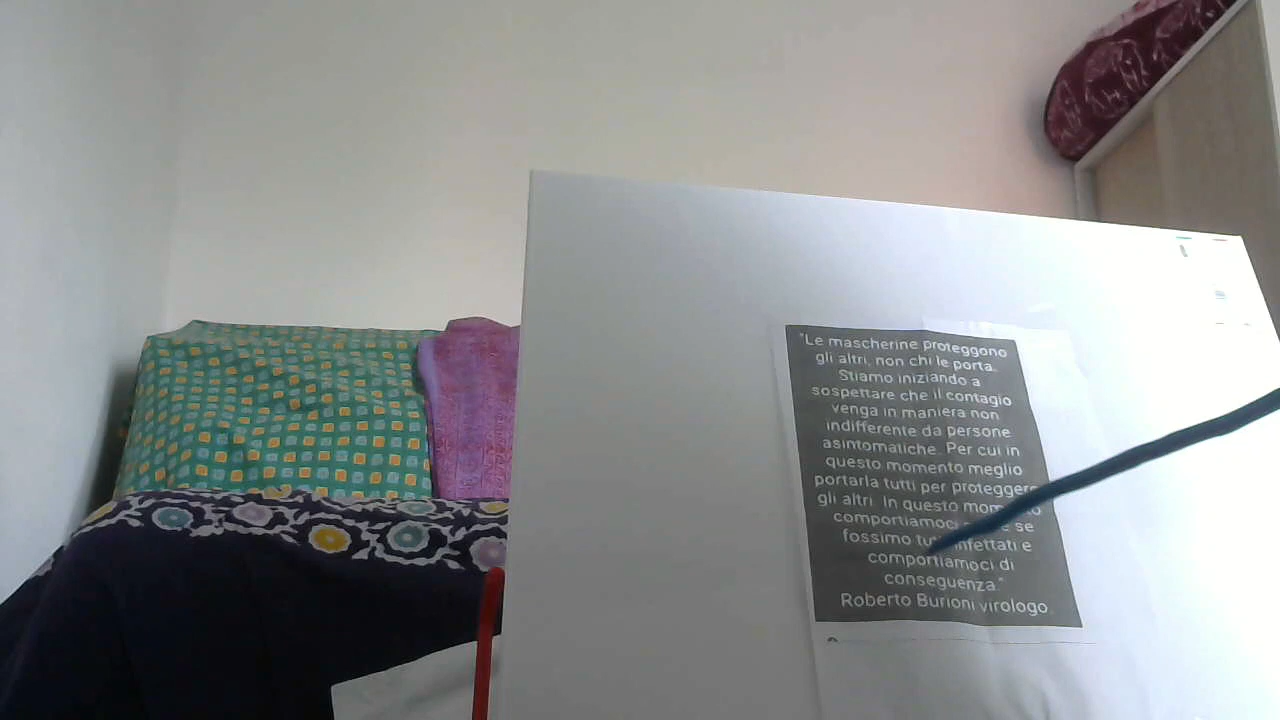 "Le mascherine proteggono
gli altri, non chi le porta.
Stiamo iniziando a
sospettare che il contagio
venga in maniera non
indifferente da persone
asintomatiche. Per cui in
questo momento meglio
portarla tutti per proteggere
gli altri. In questo
comportiamoci se
fossimo infettati e
comportiamoci di
conseguenza."
Roberto Burioni virologo.